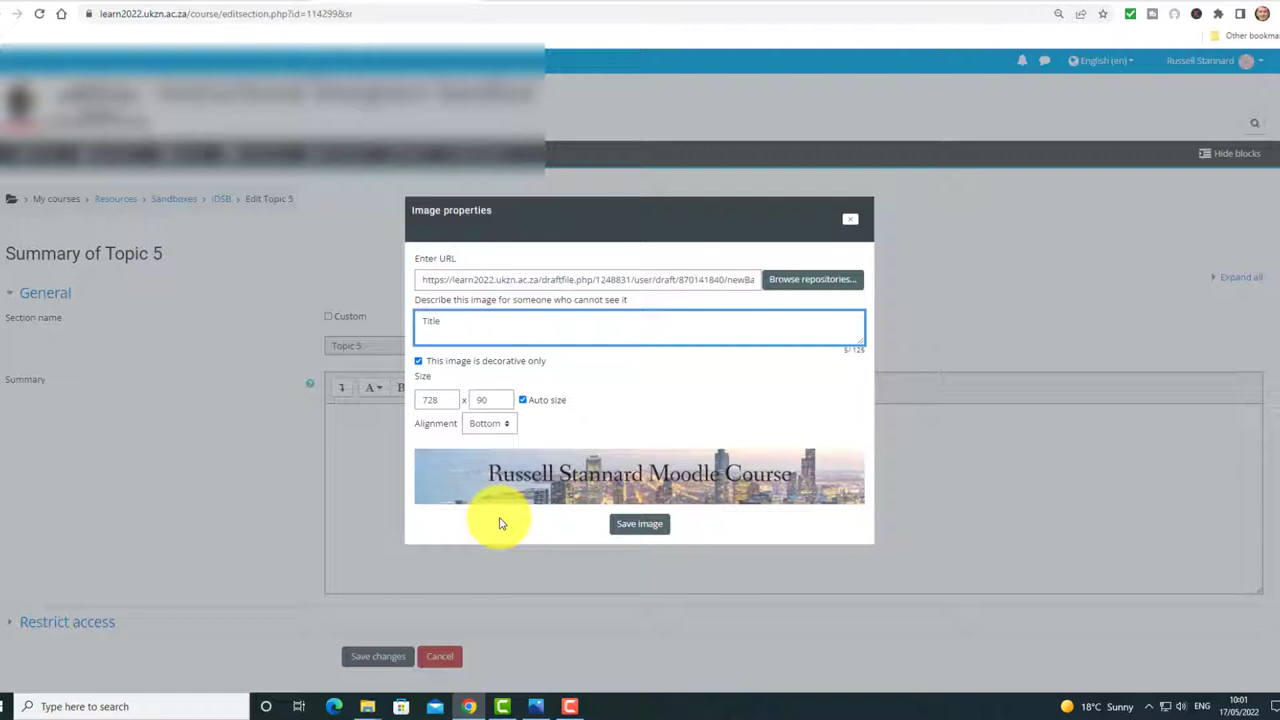 learn2022.ukzn.ac.za/course/editsection.php?id=114299&sr
Other bookma
English (en)
Russell Stannard
Hide blocks
My courses > Resources > Sandboxes > IDSB > Edit Topic 5
Image properties
Summary of Topic 5
Enter URL
https://learn2022.ukzn.ac.za/draftfile.php/1248831/user/draft/870141840/newBa
Browse repositories...
Expand all
General
Describe this image for someone who cannot see it
Section name
Custom
Title
Topic 5
5/ 125
This image is decorative only
Summary
Size
A
B
728 x 90
Auto size
Alignment
Bottom
Russell Stannard Moodle Course
Save image
Restrict access
Save changes
Cancel
Type here to search
18°C Sunny
ENG
10:01
17/05/2022